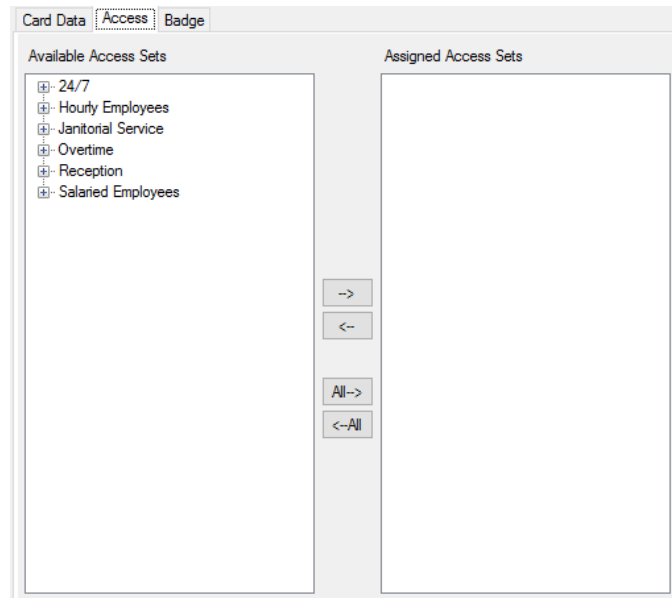 Card Data Access Badge
Available Access Sets Assigned Access Sets
24/7
Hourly Employees
Janitorial Service
Overtime
Reception
Salaried Employees
-->
<--
All-->
<--All